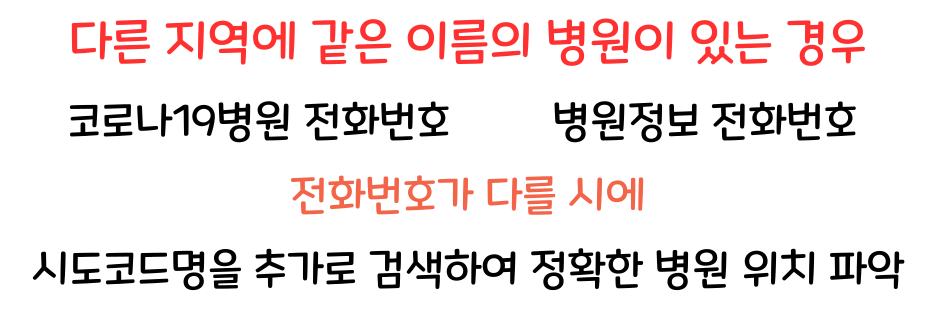 다른 지역에 같은 이름의 병원이 있는 경우
코로나19병원 전화번호 병원정보 전화번호
전화번호가 다를 시에
시도코드명을 추가로 검색하여 정확한 병원 위치 파악